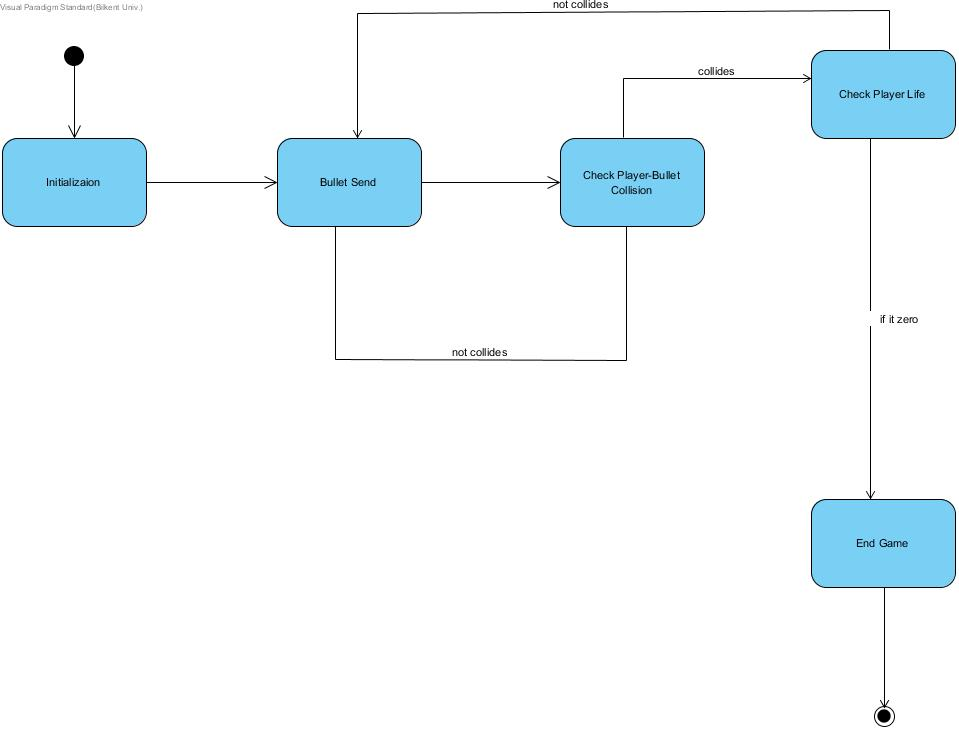 Visual Paradigm Standard(Bilkent Univ.)
not collides
collides
Check Player Life
Initializaion
Bullet Send
Check Player-Bullet
Collision
if it zero
not collides
End Game